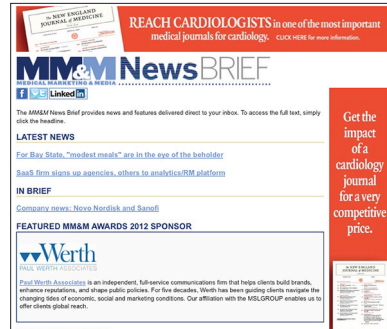 The NEW ENGLAND
JOURNAL of MEDICINE
REACH CARDIOLOGISTS in one of the most important
medical journals for cardiology. CLICK HERE for more information.
MM&M News BRIEF
MEDICAL MARKETING & MEDIA
Linked in
The MM&M News Brief provides news and features delivered direct to your inbox. To access the full text, simply
click the headline.
LATEST NEWS
For Bay State, "modest meals" are in the eye of the beholder
SaaS firm signs up agencies, others to analytics/RM platform
IN BRIEF
Company news: Novo Nordisk and Sanofi
FEATURED MM&M AWARDS 2012 SPONSOR
Werth
PAUL WERTH ASSOCIATES
Paul Werth Associates is an independent, full-service communications firm that helps clients build brands,
enhance reputations, and shape public policies. For five decades, Werth has been guiding clients navigate the
changing tides of economic, social and marketing conditions. Our affiliation with the MSLGROUP enables us to
offer clients global reach.
Get the
impact
of a
cardiology
journal
for a very
competitive
price.
The NEW ENGLAND
JOURNAL of MEDICINE